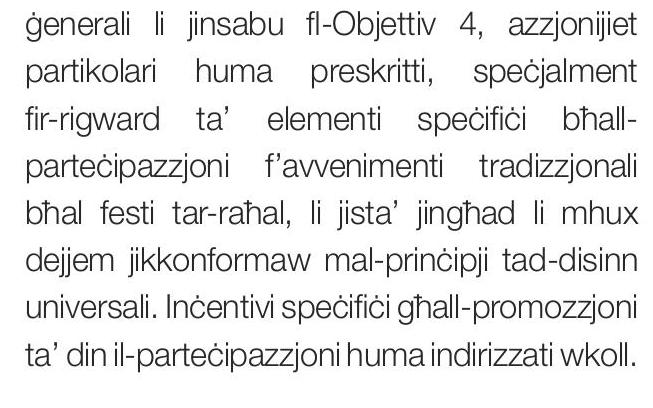 ġenerali li jinsabu fl-Objettiv 4, azzjonijiet
partikolari huma preskritti, speċjalment
fir-rigward ta’ elementi speċifiċi bħall-
parteċipazzjoni f’avvenimenti tradizzjonali
bħal festi tar-raħal, li jista’ jingħad li mhux
dejjem jikkonformaw mal-prinċipji tad-disinn
universali. Inċentivi speċifiċi għall-promozzjoni
ta’ din il-parteċipazzjoni huma indirizzati wkoll.